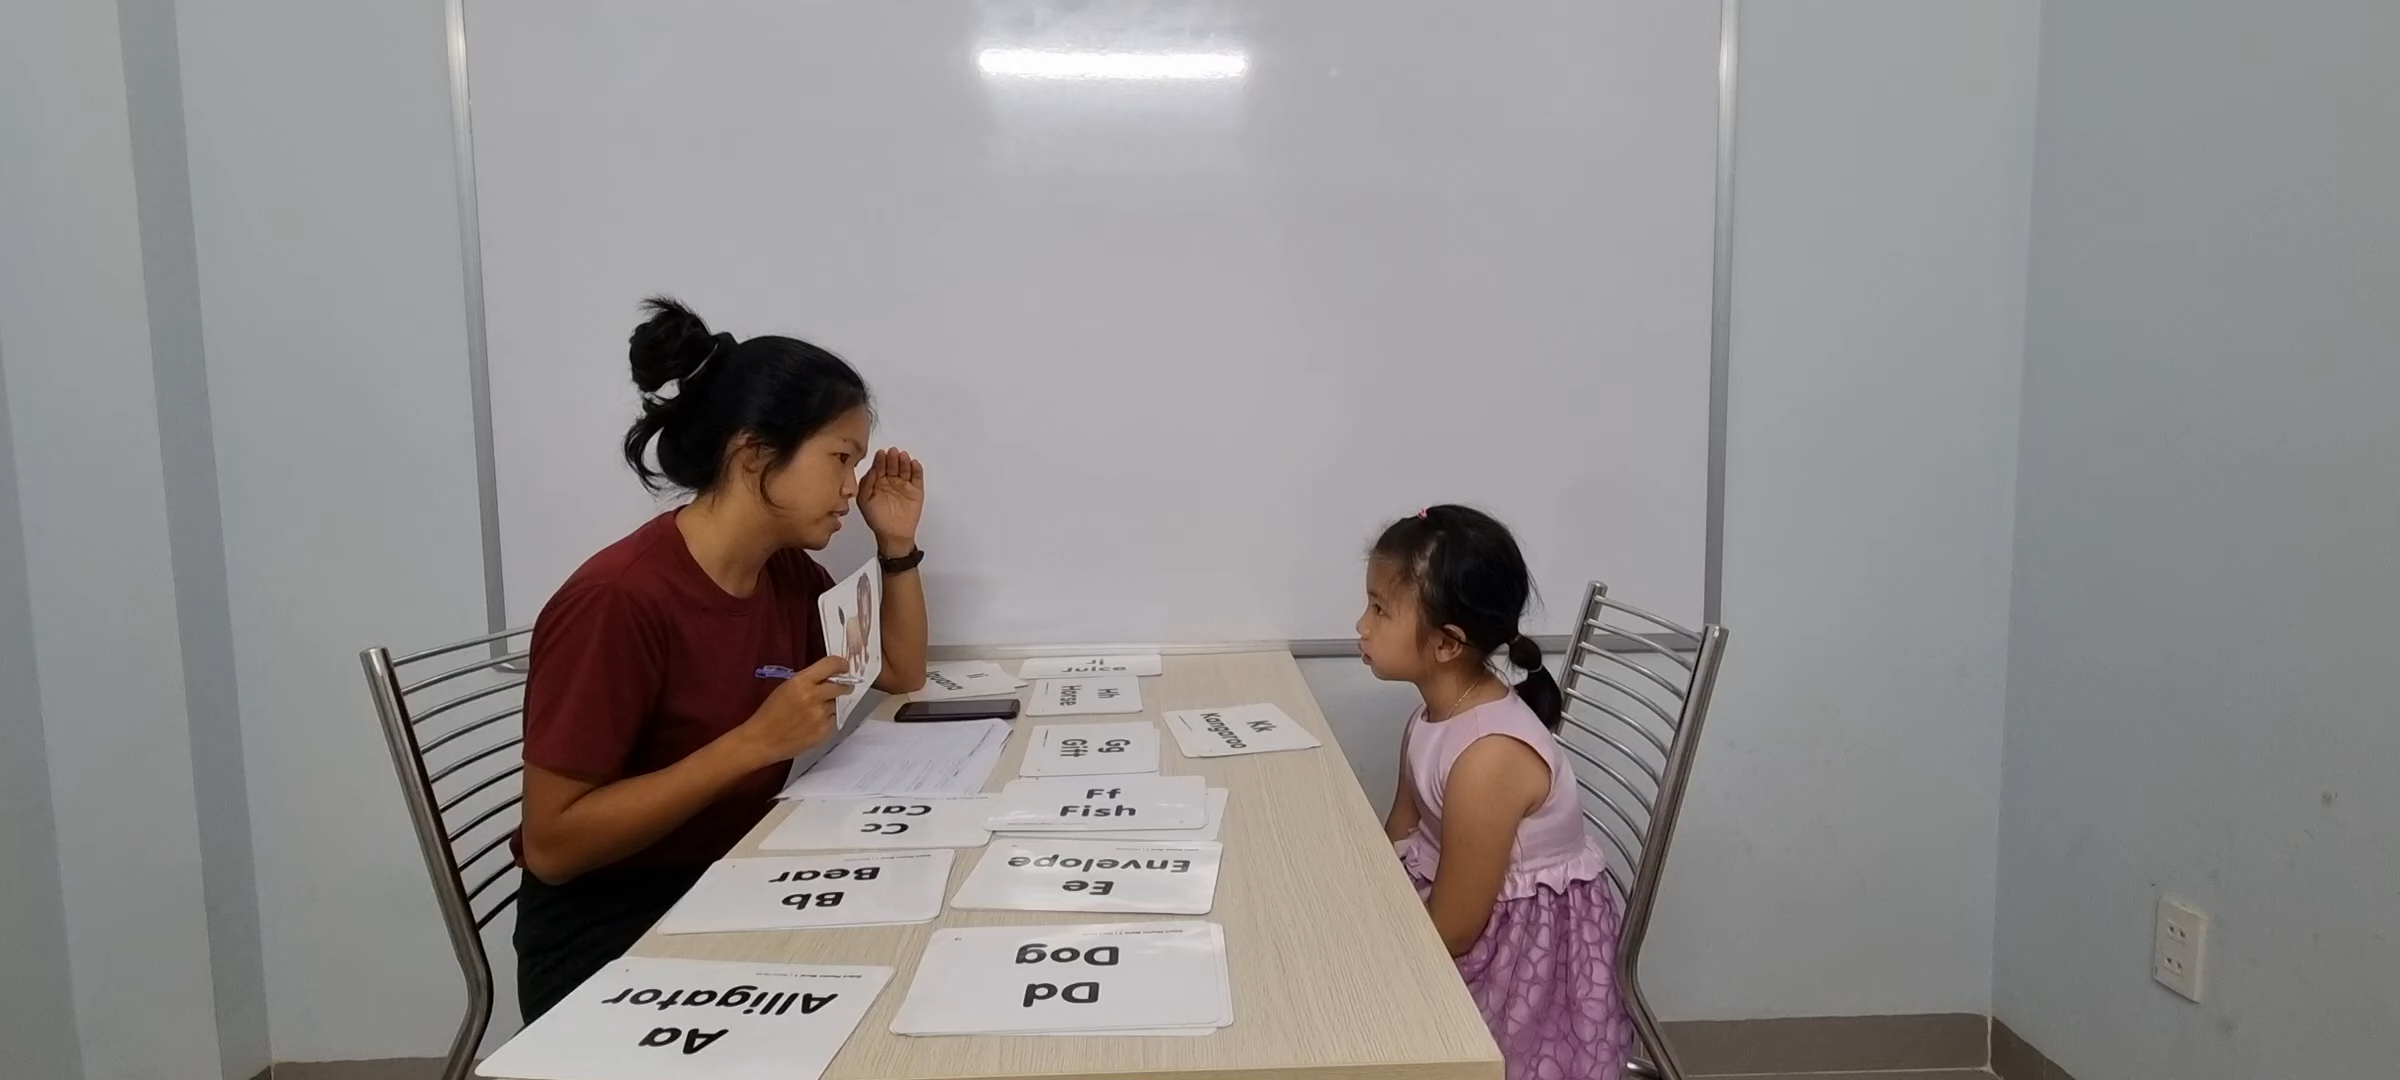 Jj
Juice
Ii
Hh
Horse
Kk
Kangaroo
Gg
Gift
Ff
Fish
Cc
Car
Ee
Envelope
Bb
Bear
Dd
Dog
Aa
Alligator